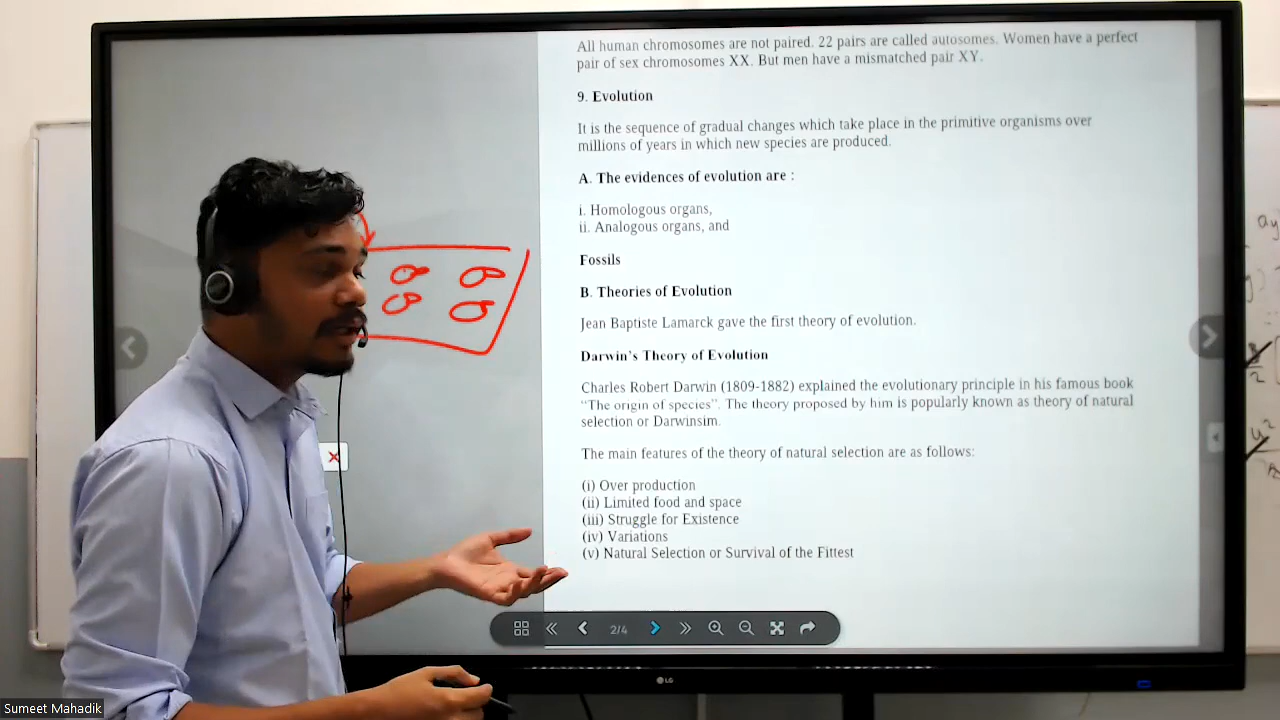 All human chromosomes are not paired. 22 pairs are called autosomes. Women have a perfect
pair of sex chromosomes XX. But men have a mismatched pair XY.
9. Evolution
It is the sequence of gradual changes which take place in the primitive organisms over
millions of years in which new species are produced.
A. The evidences of evolution are :
i. Homologous organs,
ii. Analogous organs, and
Fossils
B. Theories of Evolution
Jean Baptiste Lamarck gave the first theory of evolution.
Darwin's Theory of Evolution
Charles Robert Darwin (1809-1882) explained the evolutionary principle in his famous book
"The origin of species". The theory proposed by him is popularly known as theory of natural
selection or Darwinsim.
The main features of the theory of natural selection are as follows:
(i) Over production
(ii) Limited food and space
(iii) Struggle for Existence
(iv) Variations
(v) Natural Selection or Survival of the Fittest
2/4
LG
Sumeet Mahadik